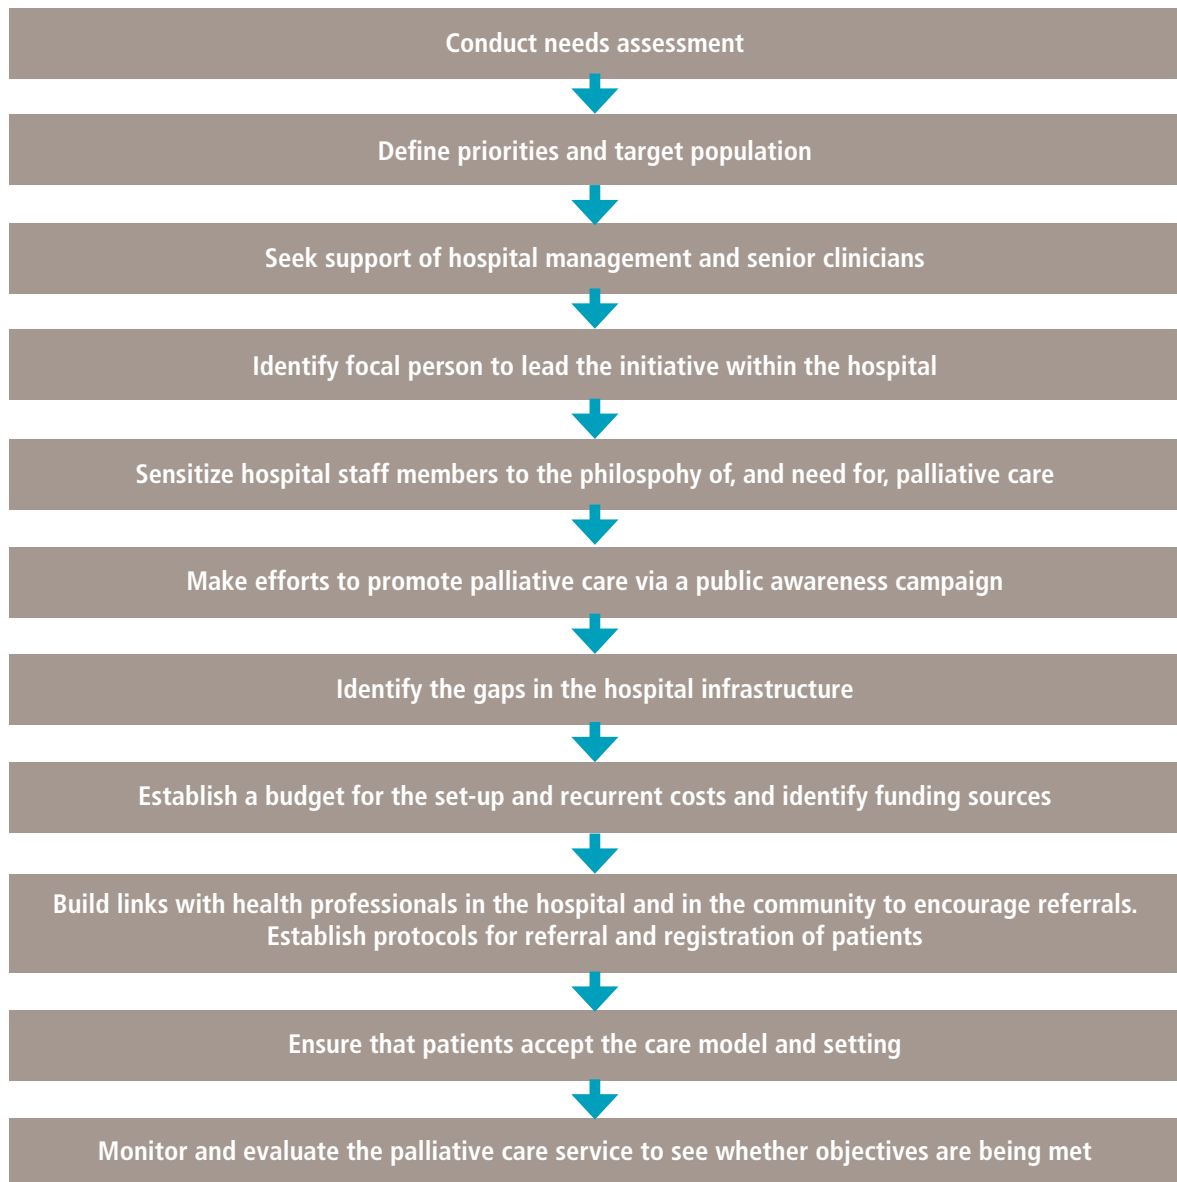 Conduct needs assessment
Define priorities and target population
Seek support of hospital management and senior clinicians
Identify focal person to lead the initiative within the hospital
Sensitize hospital staff members to the philospohy of, and need for, palliative care
Make efforts to promote palliative care via a public awareness campaign
Identify the gaps in the hospital infrastructure
Establish a budget for the set-up and recurrent costs and identify funding sources
Build links with health professionals in the hospital and in the community to encourage referrals.
Establish protocols for referral and registration of patients
Ensure that patients accept the care model and setting
Monitor and evaluate the palliative care service to see whether objectives are being met